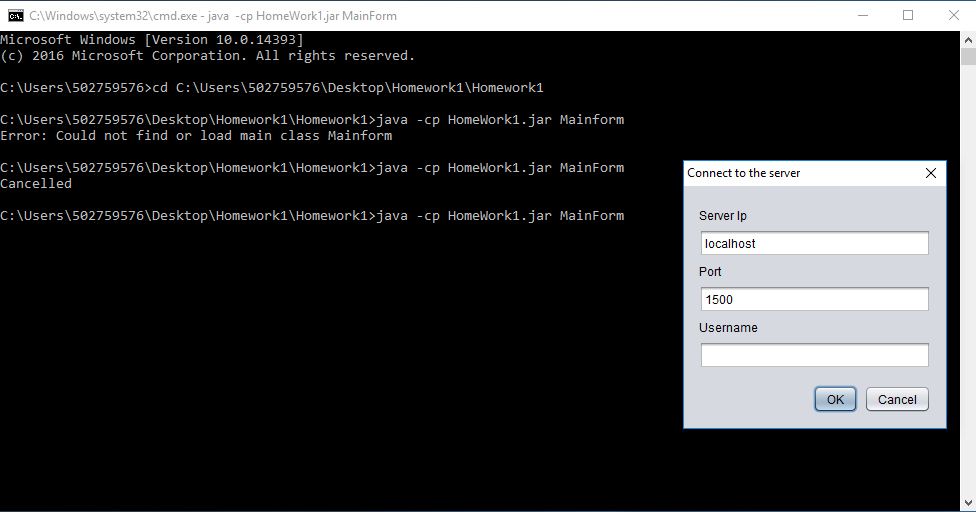 C:\Windows\system32\cmd.exe - java  -cp HomeWork1.jar MainForm
Microsoft Windows [Version 10.0.14393]
(c) 2016 Microsoft Corporation. All rights reserved.
C:\Users\502759576>cd C:\Users\502759576\Desktop\Homework1\Homework1
C:\Users\502759576\Desktop\Homework1\Homework1>java -cp HomeWork1.jar Mainform
Error: Could not find or load main class Mainform
C:\Users\502759576\Desktop\Homework1\Homework1>java -cp HomeWork1.jar MainForm
Cancelled
C:\Users\502759576\Desktop\Homework1\Homework1>java -cp HomeWork1.jar MainForm
Connect to the server
Server Ip
localhost
Port
1500
Username
OK Cancel